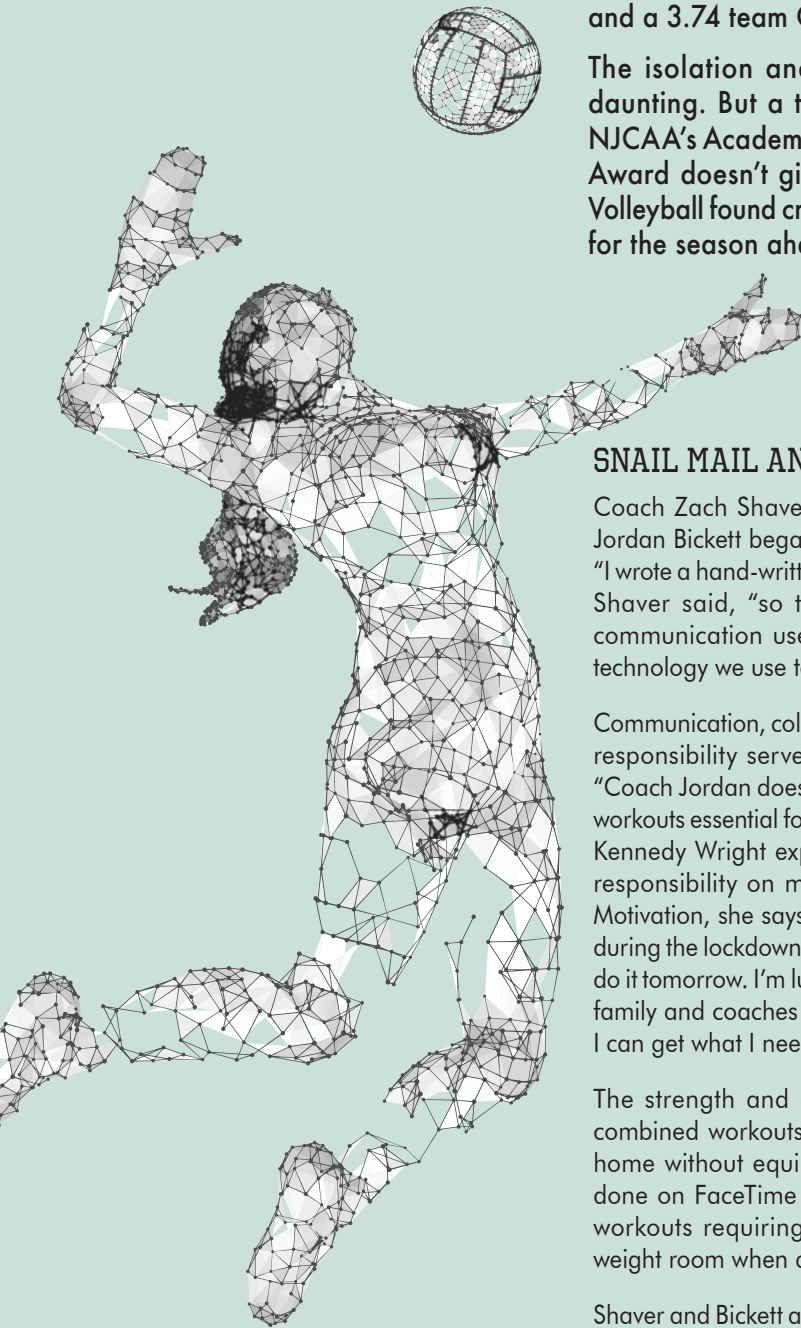 and a 3.74 team
The isolation and
daunting. But a
NJCAA’s Academ
Award doesn’t gi
Volleyball found cr
for the season ahe
SNAIL MAIL AN
Coach Zach Shave
Jordan Bickett bega
“I wrote a hand-writt
Shaver said, “so t
communication use
technology we use t
Communication, col
responsibility serve
“Coach Jordan does
workouts essential fo
Kennedy Wright exp
responsibility on m
Motivation, she says
during the lockdown
do it tomorrow. I’m lu
family and coaches
I can get what I nee
The strength and
combined workouts
home without equi
done on FaceTime
workouts requiring
weight room when
Shaver and Bickett a